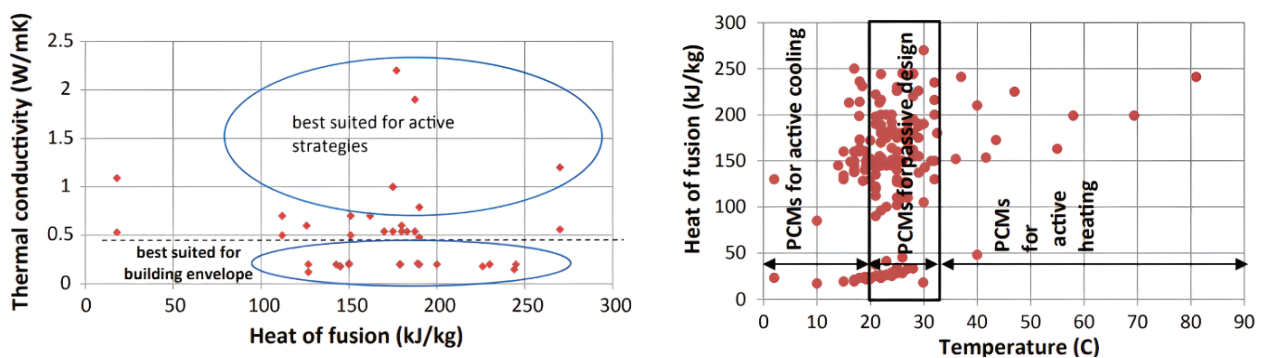 Thermal conductivity (W/mK)
2.5
2
1.5
1
0.5
0
best suited for active
strategies
best suited for
building envelope
0
50
100
150
200
250
300
Heat of fusion (kJ/kg)
Heat of fusion (kJ/kg)
300
250
200
150
100
50
0
PCMs for active cooling
PCMs forpassive design
PCMs
for
active
heating
0
10
20
30
40
50
60
70
80
90
Temperature (C)